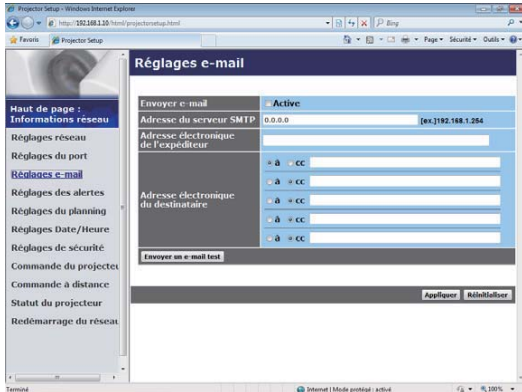 Projector Setup - Windows Internet Explorer
http://192.168.1.10/html/projectorsetup.html
Bing
Favoris
Projector Setup
Page
Sécurité
Outils
Réglages e-mail
Haut de page :
Informations réseau
Réglages réseau
Réglages du port
Réglages e-mail
Réglages des alertes
Réglages du planning
Réglages Date/Heure
Réglages de sécurité
Commande du projecteu
Commande à distance
Statut du projecteur
Redémarrage du réseau
Envoyer e-mail
Active
Adresse du serveur SMTP
0.0.0.0
[ex.]192.168.1.254
Adresse électronique
de l'expéditeur
Adresse électronique
du destinataire
à cc
à cc
à cc
à cc
à cc
Envoyer un e-mail test
Appliquer
Réinitialiser
Terminé
Internet | Mode protégé : activé
100%